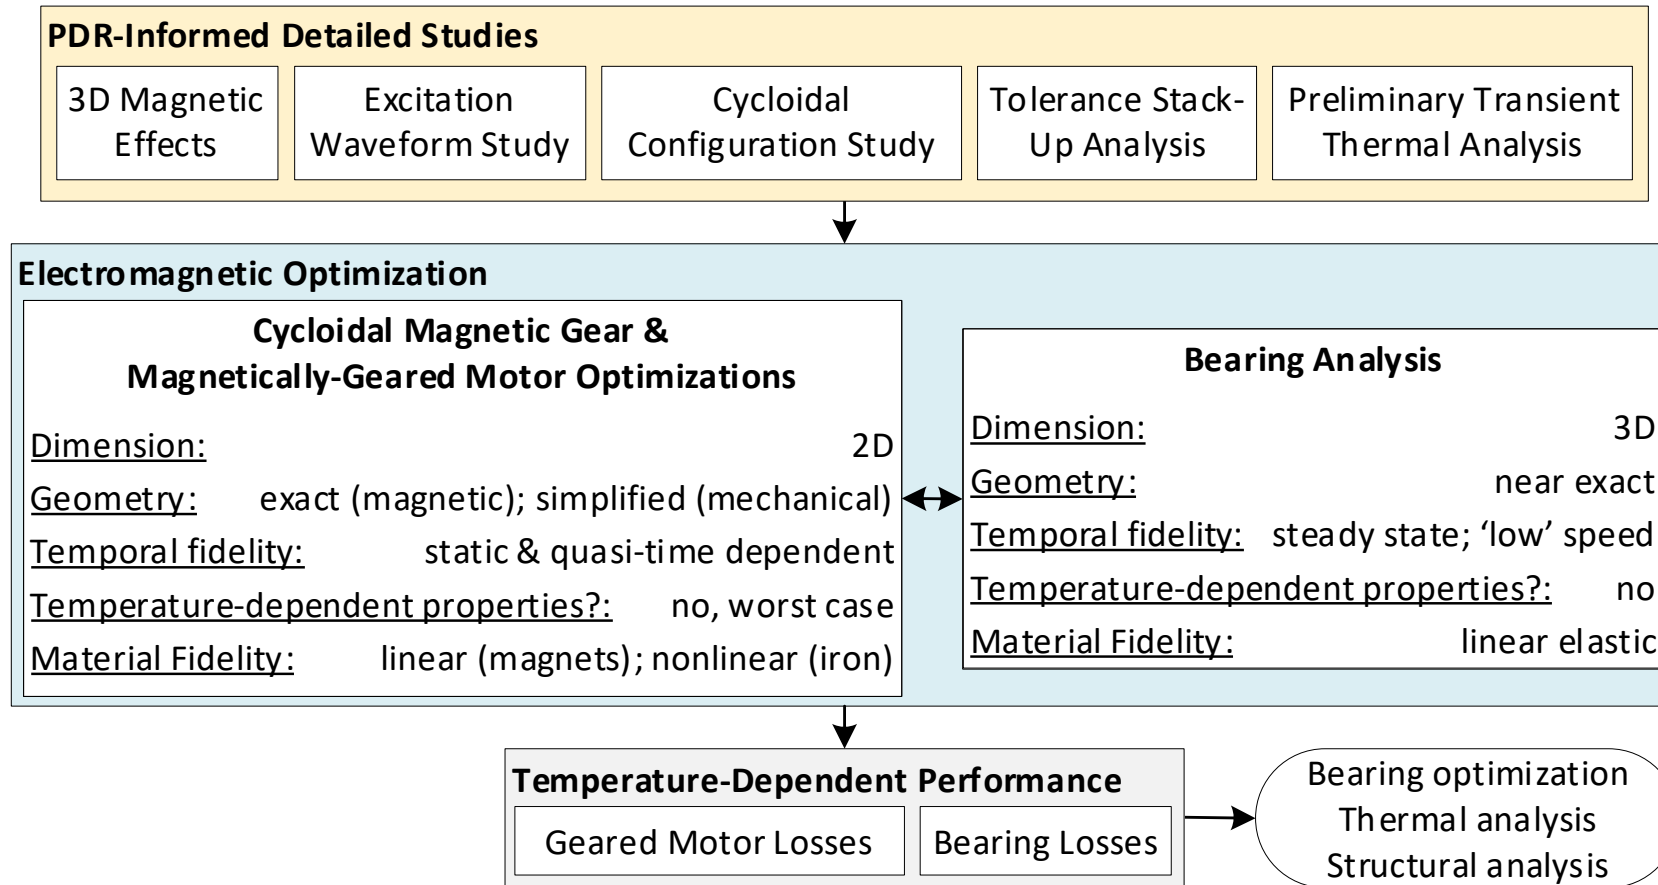 PDR-Informed Detailed Studies
3D Magnetic
Effects
Excitation
Waveform Study
Cycloidal
Configuration Study
Tolerance Stack-
Up Analysis
Preliminary Transient
Thermal Analysis
Electromagnetic Optimization
Cycloidal Magnetic Gear &
Magnetically-Geared Motor Optimizations
Dimension: 2D
Geometry: exact (magnetic); simplified (mechanical)
Temporal fidelity: static & quasi-time dependent
Temperature-dependent properties?: no, worst case
Material Fidelity: linear (magnets); nonlinear (iron)
Bearing Analysis
Dimension: 3D
Geometry: near exact
Temporal fidelity: steady state; ‘low’ speed
Temperature-dependent properties?: no
Material Fidelity: linear elastic
Temperature-Dependent Performance
Geared Motor Losses
Bearing Losses
Bearing optimization
Thermal analysis
Structural analysis